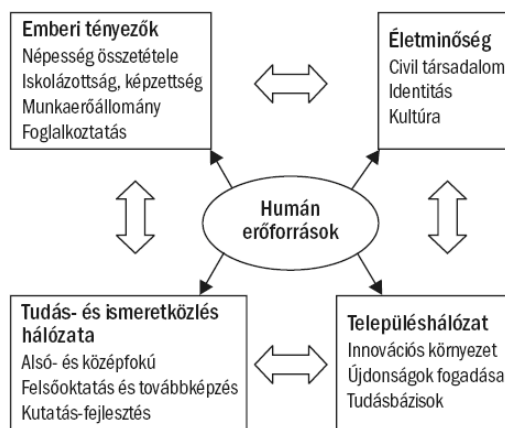 Emberi tényezők
Népesség összetétele
Iskolázottság, képzettség
Munkaerőállomány
Foglalkoztatás
Életminőség
Civil társadalom
Identitás
Kultúra
Humán
erőforrások
Tudás- és ismeretközlés
hálózata
Alsó- és középfokú
Felsőoktatás és továbbképzés
Kutatás-fejlesztés
Településhálózat
Innovációs környezet
Újdonságok fogadása
Tudásbázisok